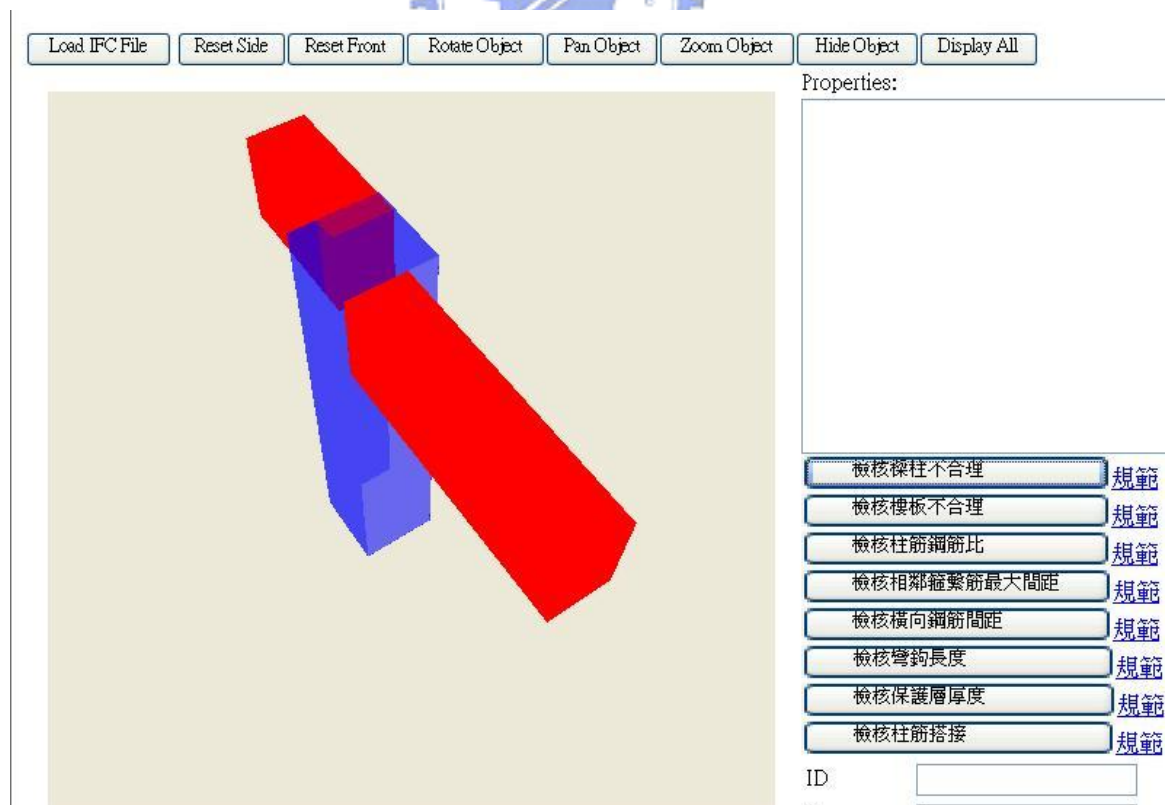 Load IFC File Reset Side Reset Front Rotate Object Pan Object Zoom Object Hide Object Display All
Properties:
檢核樑柱不合理 規範
檢核樓板不合理 規範
檢核柱筋鋼筋比 規範
檢核相鄰箍繫筋最大間距 規範
檢核橫向鋼筋間距 規範
檢核彎鉤長度 規範
檢核保護層厚度 規範
檢核柱筋搭接 規範
ID